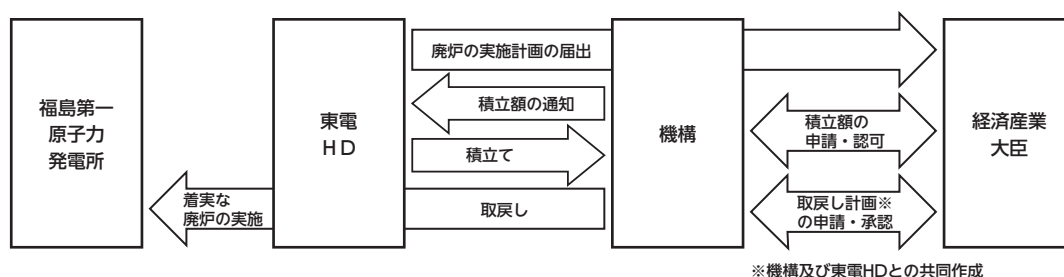 福島第一
原子力
発電所
東電
HD
廃炉の実施計画の届出
積立額の通知
積立て
取戻し
着実な
廃炉の実施
機構
積立額の
申請・認可
取戻し計画※
の申請・承認
経済産業
大臣
※機構及び東電HDとの共同作成